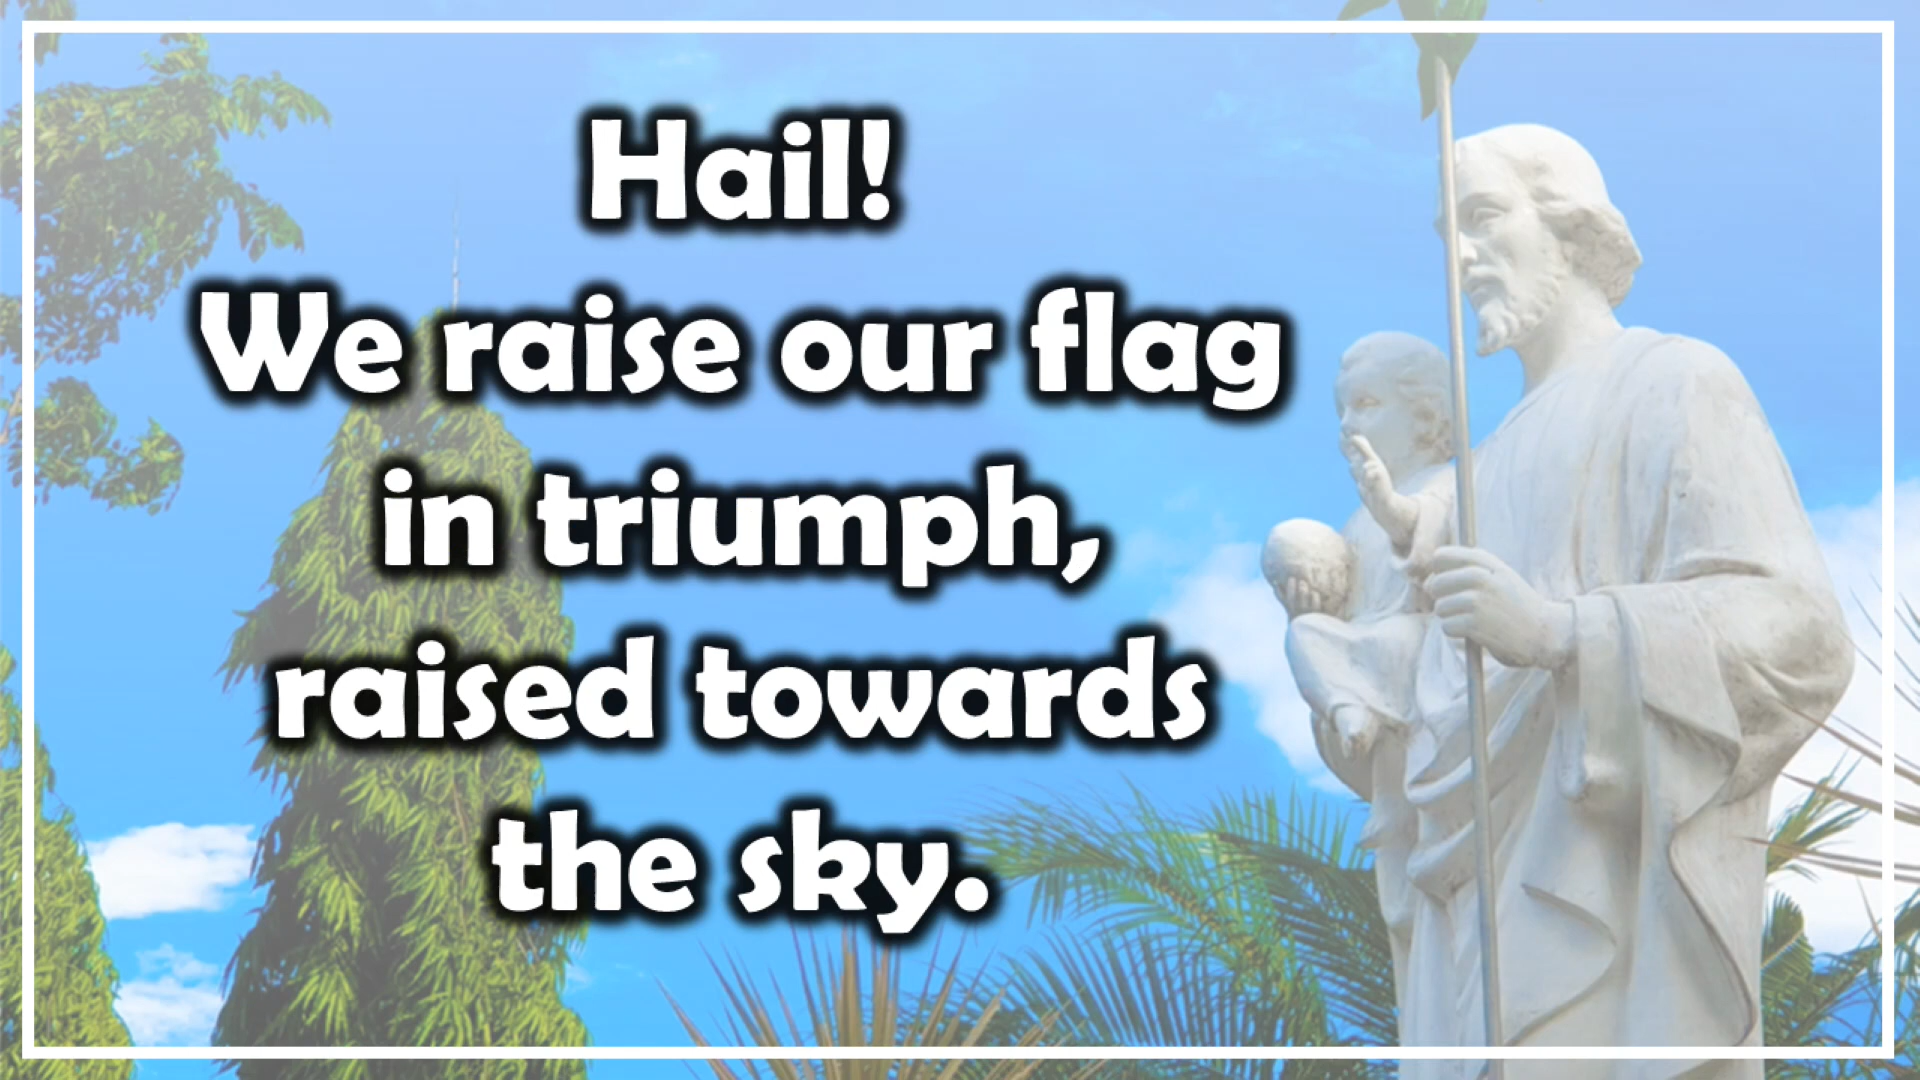 Hail!
We raise our flag
in triumph,
raised towards
the sky.